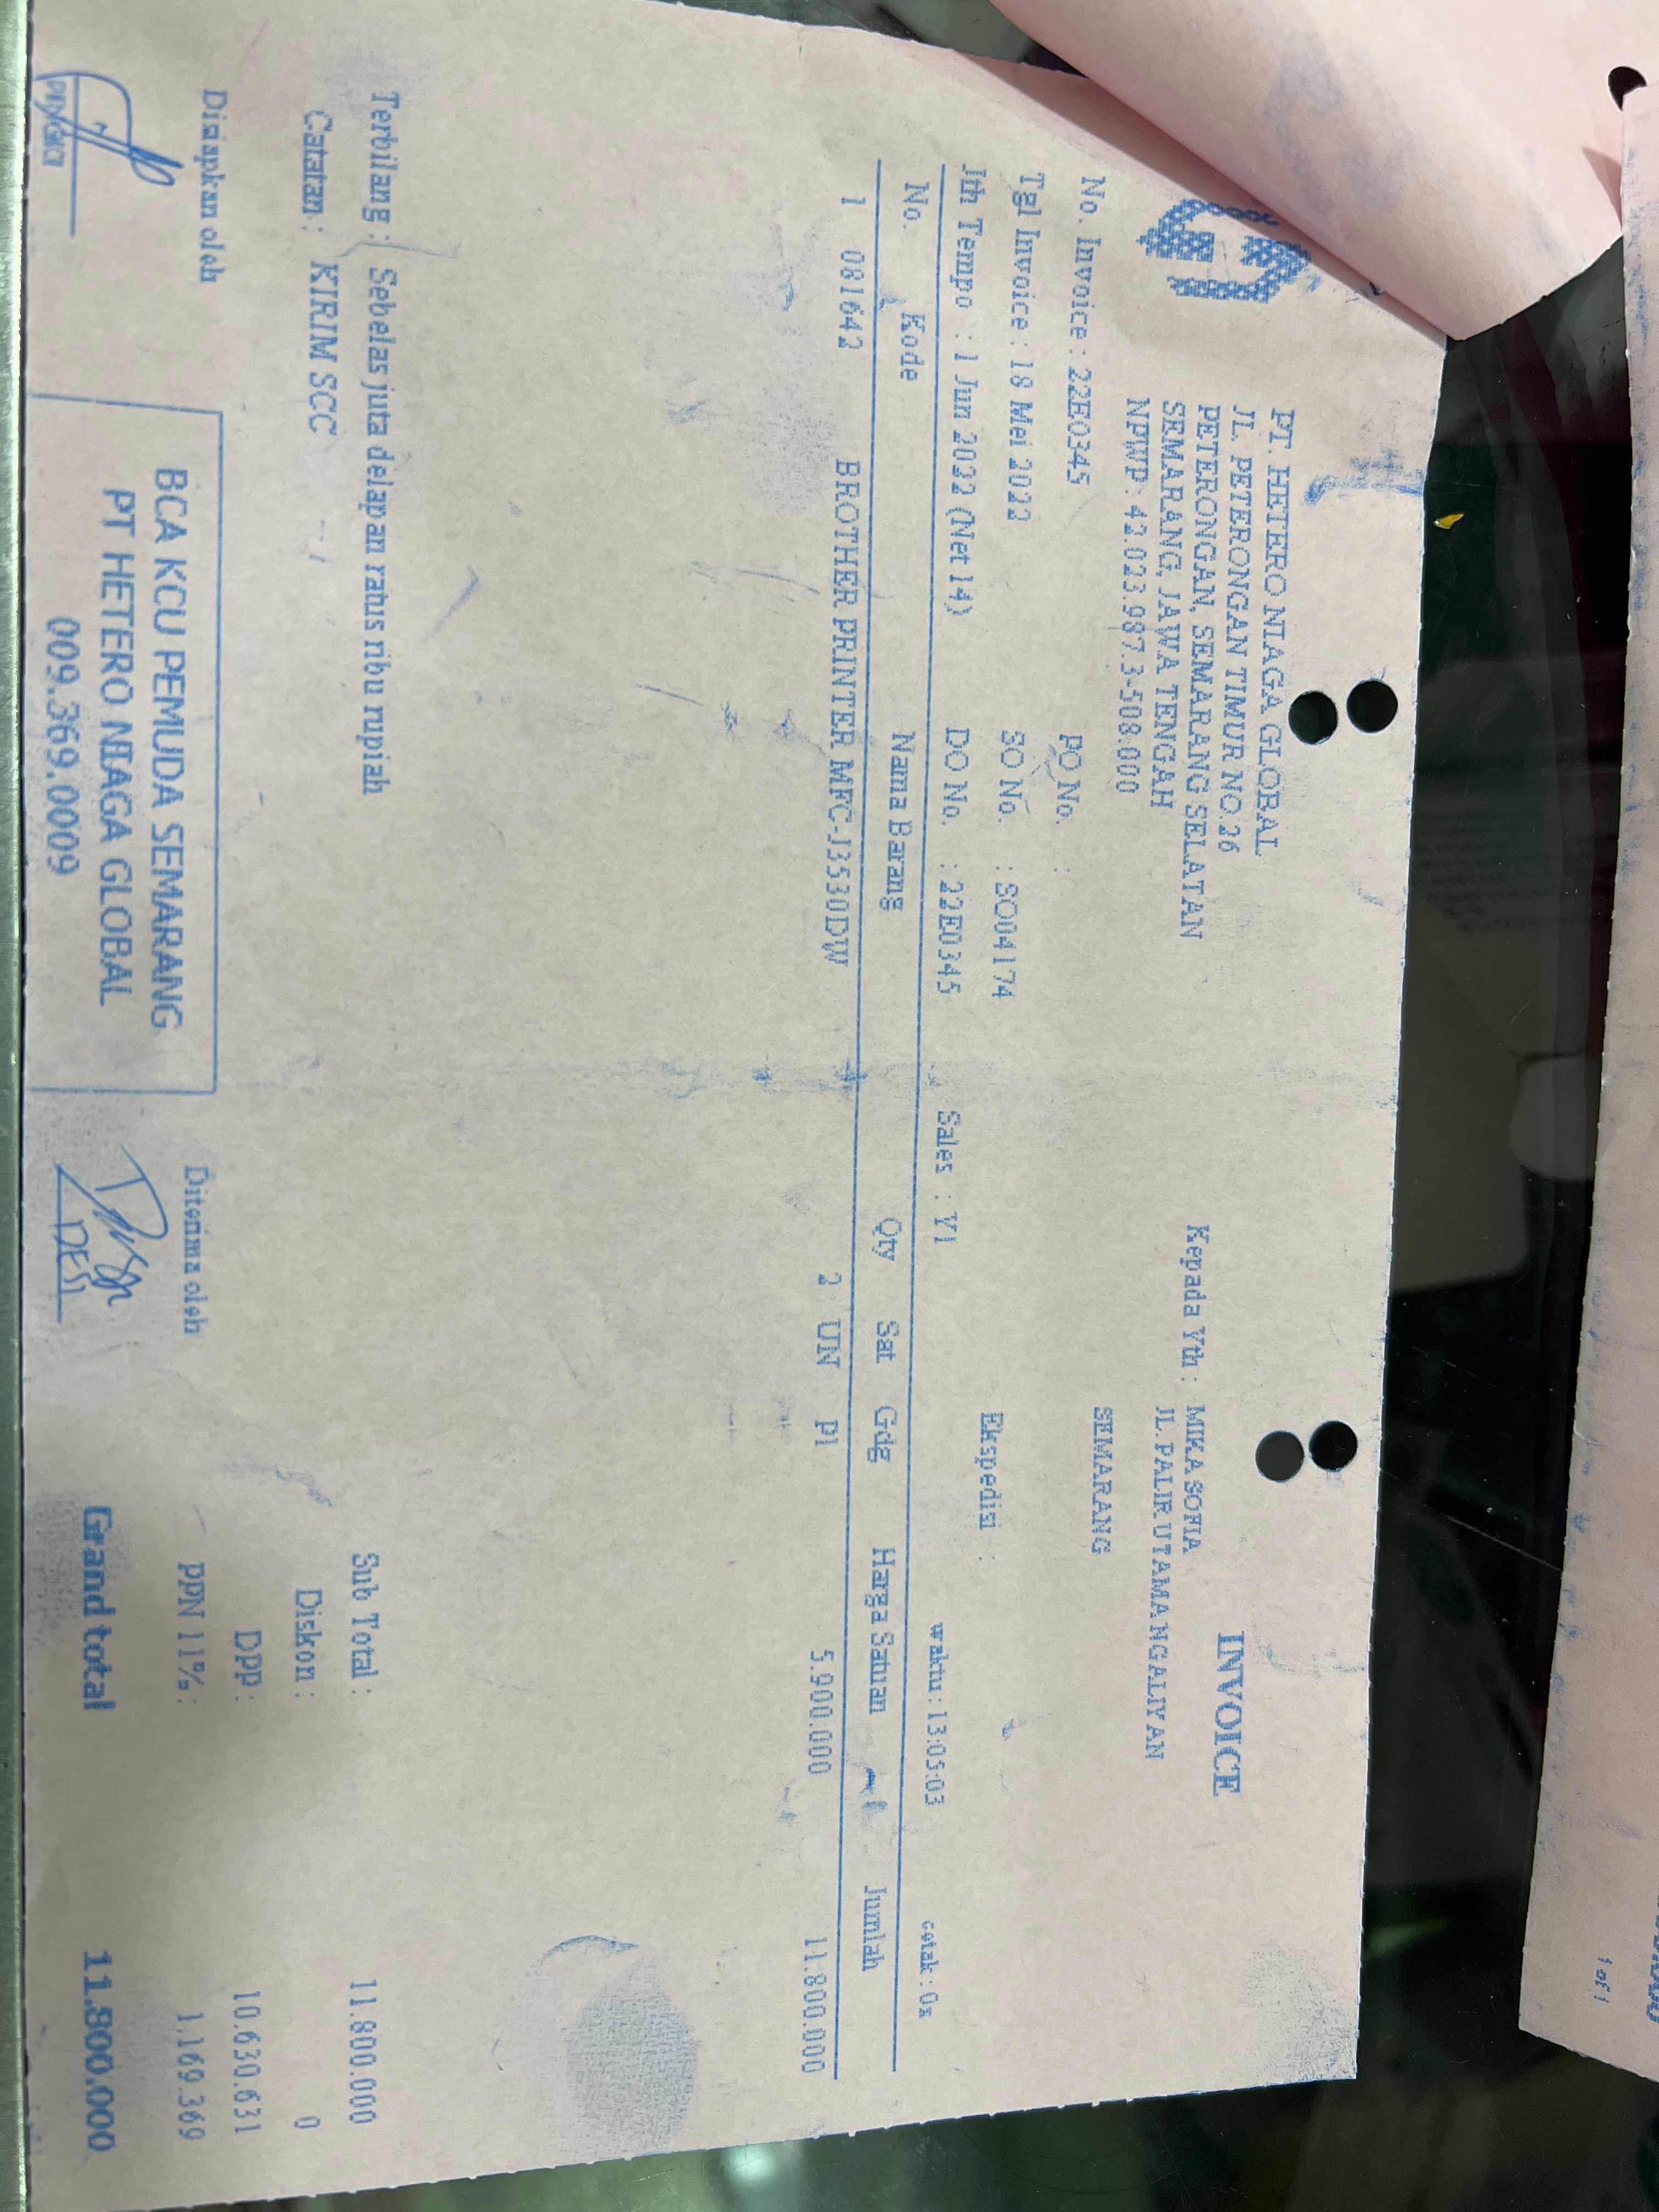 INVOICE
PT. HETERO NIAGA GLOBAL
JL. PETERONGAN TIMUR NO.26
PETERONGAN, SEMARANG SELATAN
SEMARANG, JAWA TENGAH
NPWP : 42.023.987.3-508.000
Kepada Yth : MIKA SOFIA
JL. PALIR UTAMA NGALIYAN
SEMARANG
No. Invoice : 22E0345
Tgl Invoice : 18 Mei 2022
Jth Tempo : 1 Jun 2022 (Net 14)
PO No. :
SO No. : SO04174
DO No. : 22E0345
Sales : Y1
Ekspedisi :
waktu : 13:05:03
cetak : 0x
No. Kode Nama Barang Qty Sat Gdg Harga Satuan Jumlah
1 081642 BROTHER PRINTER MFC-J3530DW 2 UN P1 5.900.000 11.800.000
Terbilang : Sebelas juta delapan ratus ribu rupiah
Catatan : KIRIM SCC
Sub Total : 11.800.000
Diskon : 0
DPP : 10.630.631
PPN 11% : 1.169.369
Grand total 11.800.000
Disiapkan oleh
BCA KCU PEMUDA SEMARANG
PT HETERO NIAGA GLOBAL
009.369.0009
Diterima oleh
DESI
1 of 1